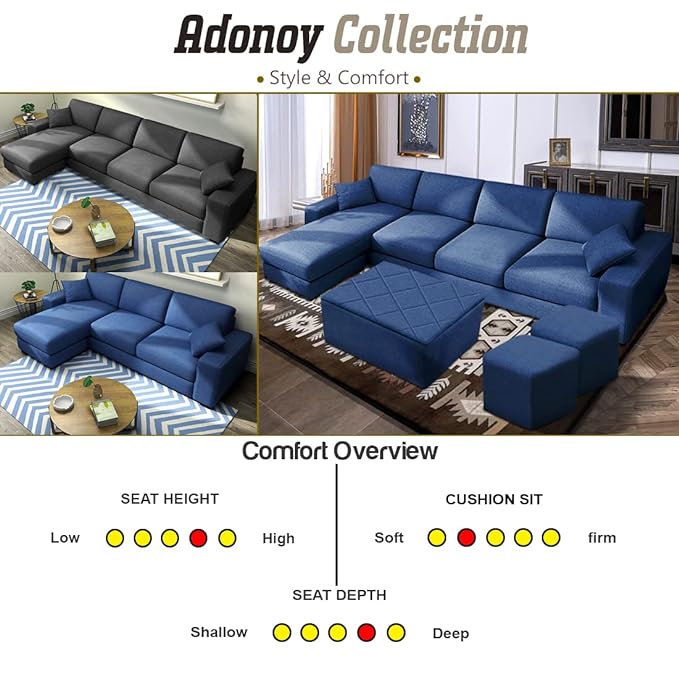 Adonoy Collection
• Style & Comfort •
Comfort Overview
SEAT HEIGHT
Low High
CUSHION SIT
Soft firm
SEAT DEPTH
Shallow Deep